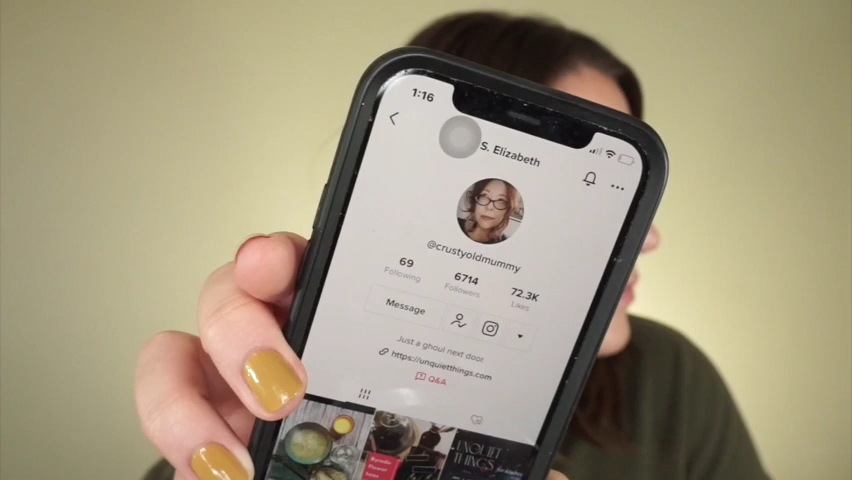 1:16
S. Elizabeth
@crustyoldmummy
69 6714 72.3K
Following Followers Likes
Message
Just a ghoul next door.
https://unquietthings.com
Q&A
UNQUIET
THINGS